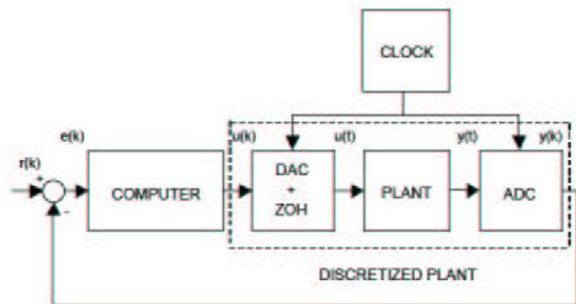 CLOCK
e(k)
u(k)
u(t)
y(t)
y(k)
r(k)
+
-
COMPUTER
DAC
+
ZOH
PLANT
ADC
DISCRETIZED PLANT